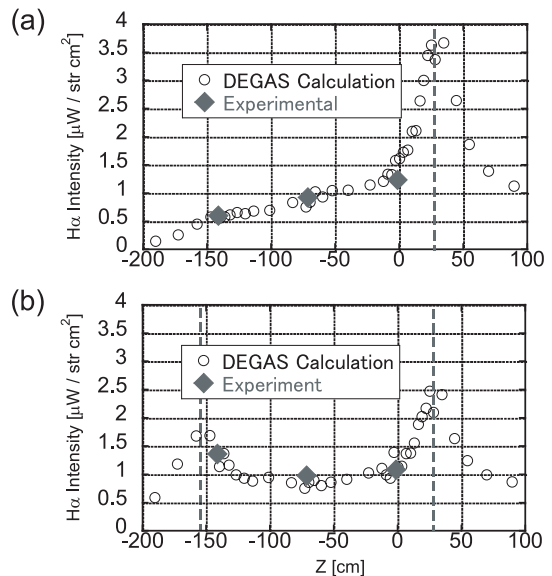 (a)
Hα Intensity [μW / str cm²]
4
3.5
3
2.5
2
1.5
1
0.5
0
○ DEGAS Calculation
◆ Experimental
-200 -150 -100 -50 0 50 100
(b)
Hα Intensity [μW / str cm²]
4
3.5
3
2.5
2
1.5
1
0.5
0
○ DEGAS Calculation
◆ Experiment
-200 -150 -100 -50 0 50 100
Z [cm]